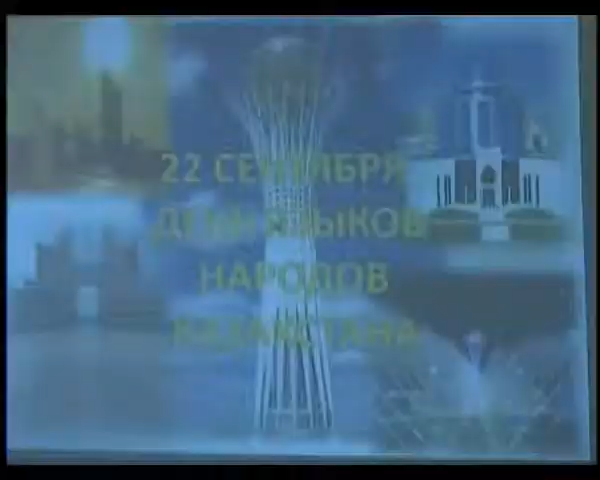 22 СЕНТЯБРЯ
ДЕНЬ ЯЗЫКОВ
НАРОДОВ
КАЗАХСТАНА